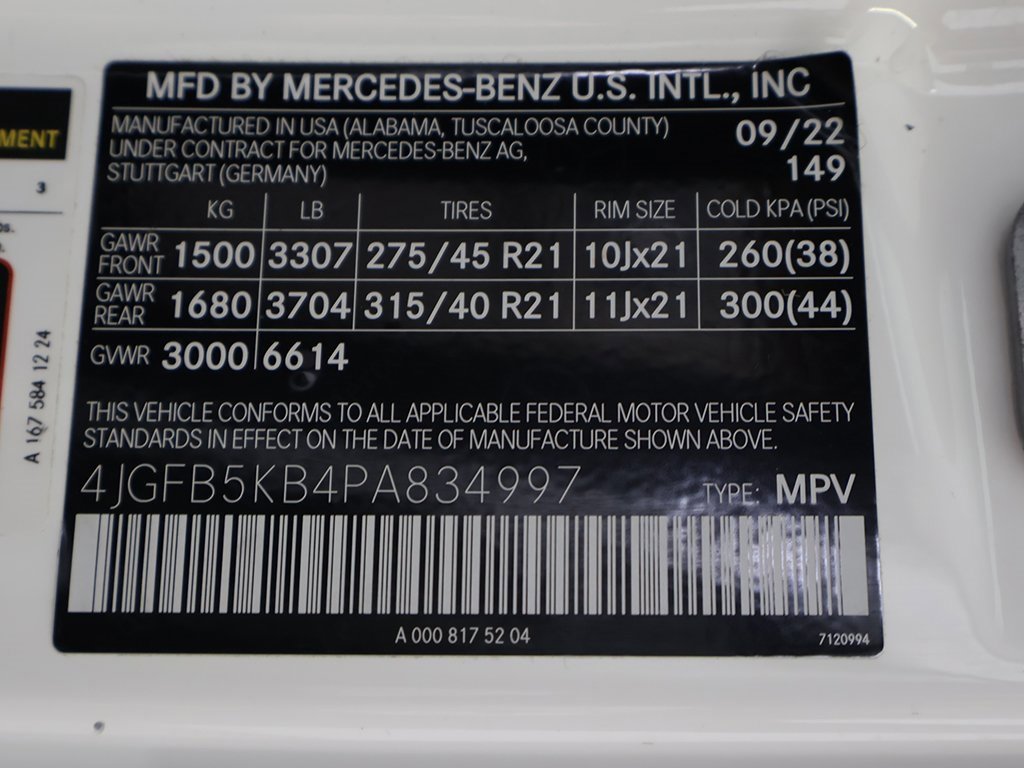 MFD BY MERCEDES-BENZ U.S. INTL., INC
MANUFACTURED IN USA (ALABAMA, TUSCALOOSA COUNTY) 09/22
UNDER CONTRACT FOR MERCEDES-BENZ AG,
STUTTGART (GERMANY) 149
KG LB TIRES RIM SIZE COLD KPA (PSI)
GAWR FRONT 1500 3307 275/45 R21 10Jx21 260(38)
GAWR REAR 1680 3704 315/40 R21 11Jx21 300(44)
GVWR 3000 6614
THIS VEHICLE CONFORMS TO ALL APPLICABLE FEDERAL MOTOR VEHICLE SAFETY
STANDARDS IN EFFECT ON THE DATE OF MANUFACTURE SHOWN ABOVE.
4JGFB5KB4PA834997 TYPE: MPV
A 000 817 52 04 7120994
3
A 167 584 12 24